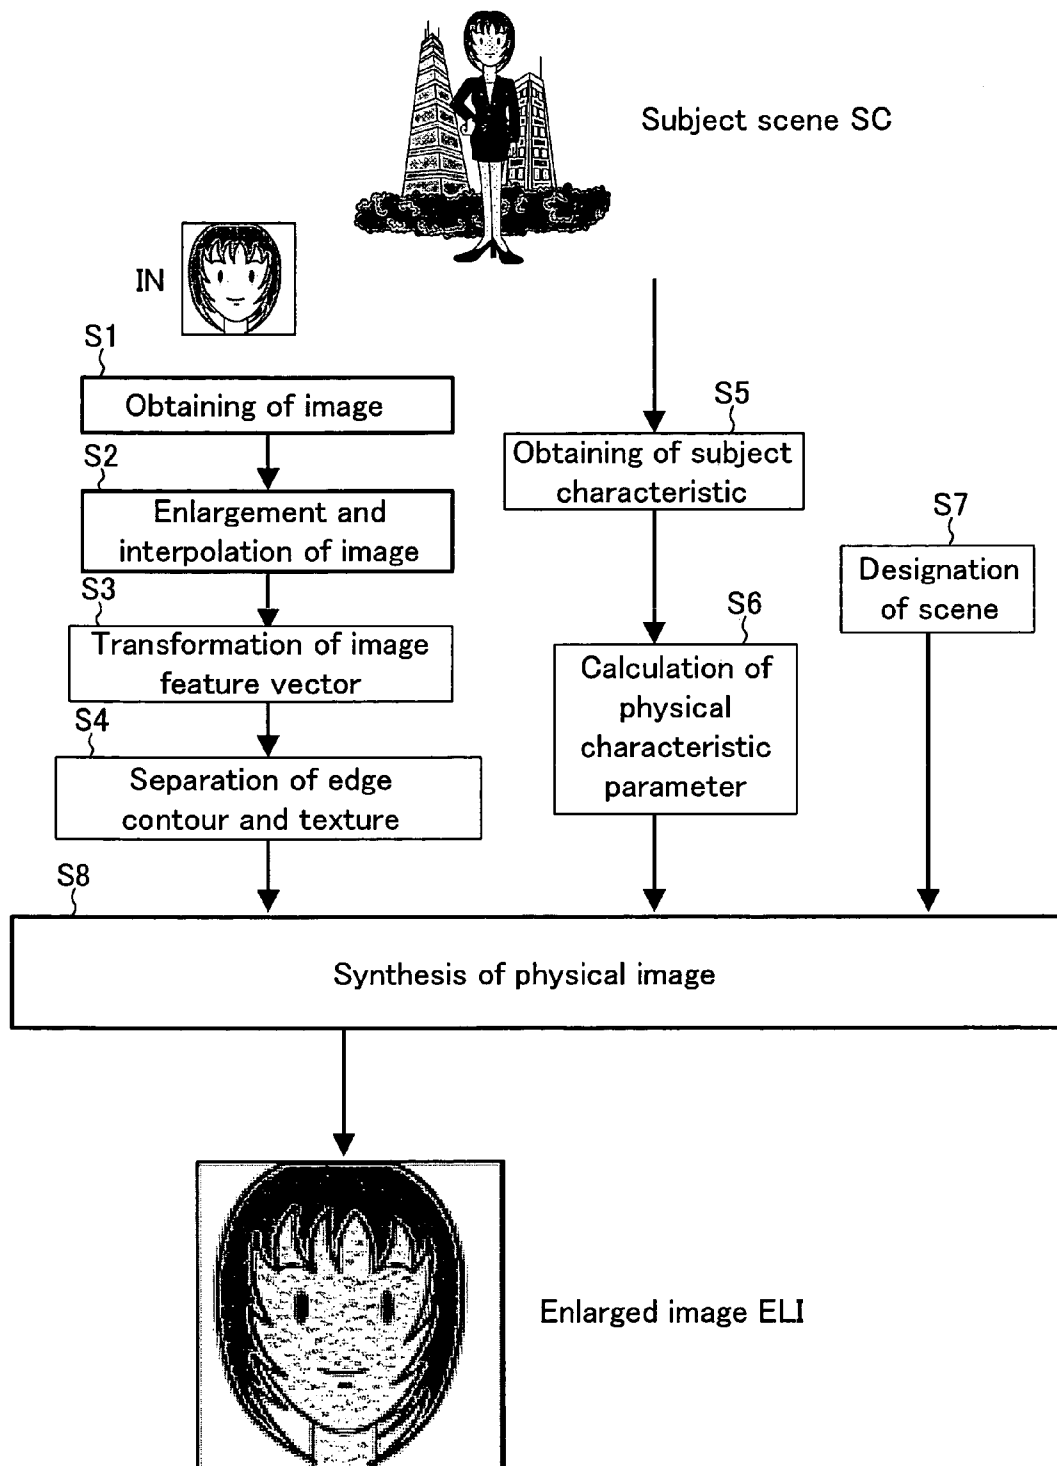 Subject scene SC
IN
S1
Obtaining of image
S2
Enlargement and
interpolation of image
S3
Transformation of image
feature vector
S4
Separation of edge
contour and texture
S5
Obtaining of subject
characteristic
S6
Calculation of
physical
characteristic
parameter
S7
Designation
of scene
S8
Synthesis of physical image
Enlarged image ELI